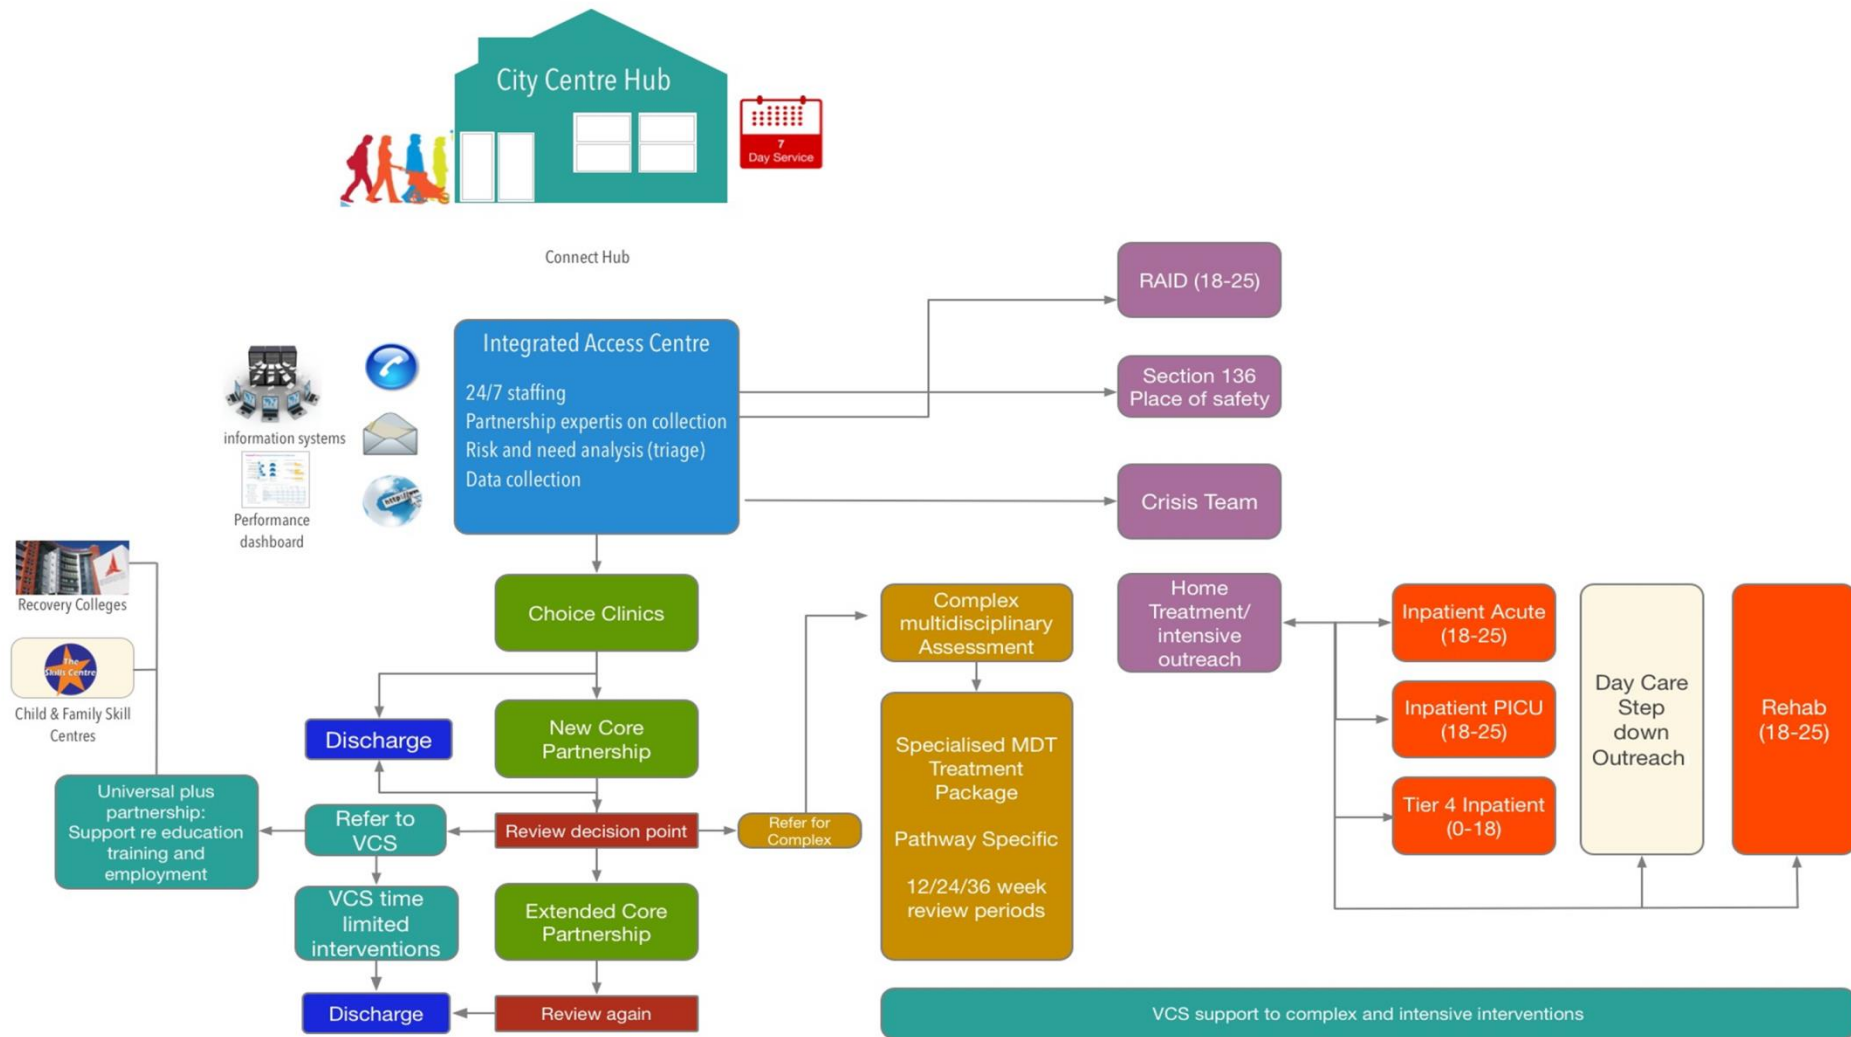 City Centre Hub
7
Day Service
Connect Hub
RAID (18-25)
Integrated Access Centre
24/7 staffing
Partnership expertis on collection
Risk and need analysis (triage)
Data collection
Section 136
Place of safety
Crisis Team
information systems
Performance
dashboard
http://
Recovery Colleges
The
Skills Centre
Child & Family Skill
Centres
Choice Clinics
Discharge
New Core
Partnership
Universal plus
partnership:
Support re education
training and
employment
Refer to
VCS
Review decision point
Refer for
Complex
VCS time
limited
interventions
Extended Core
Partnership
Discharge
Review again
Complex
multidisciplinary
Assessment
Specialised MDT
Treatment
Package
Pathway Specific
12/24/36 week
review periods
Home
Treatment/
intensive
outreach
Inpatient Acute
(18-25)
Inpatient PICU
(18-25)
Tier 4 Inpatient
(0-18)
Day Care
Step
down
Outreach
Rehab
(18-25)
VCS support to complex and intensive interventions